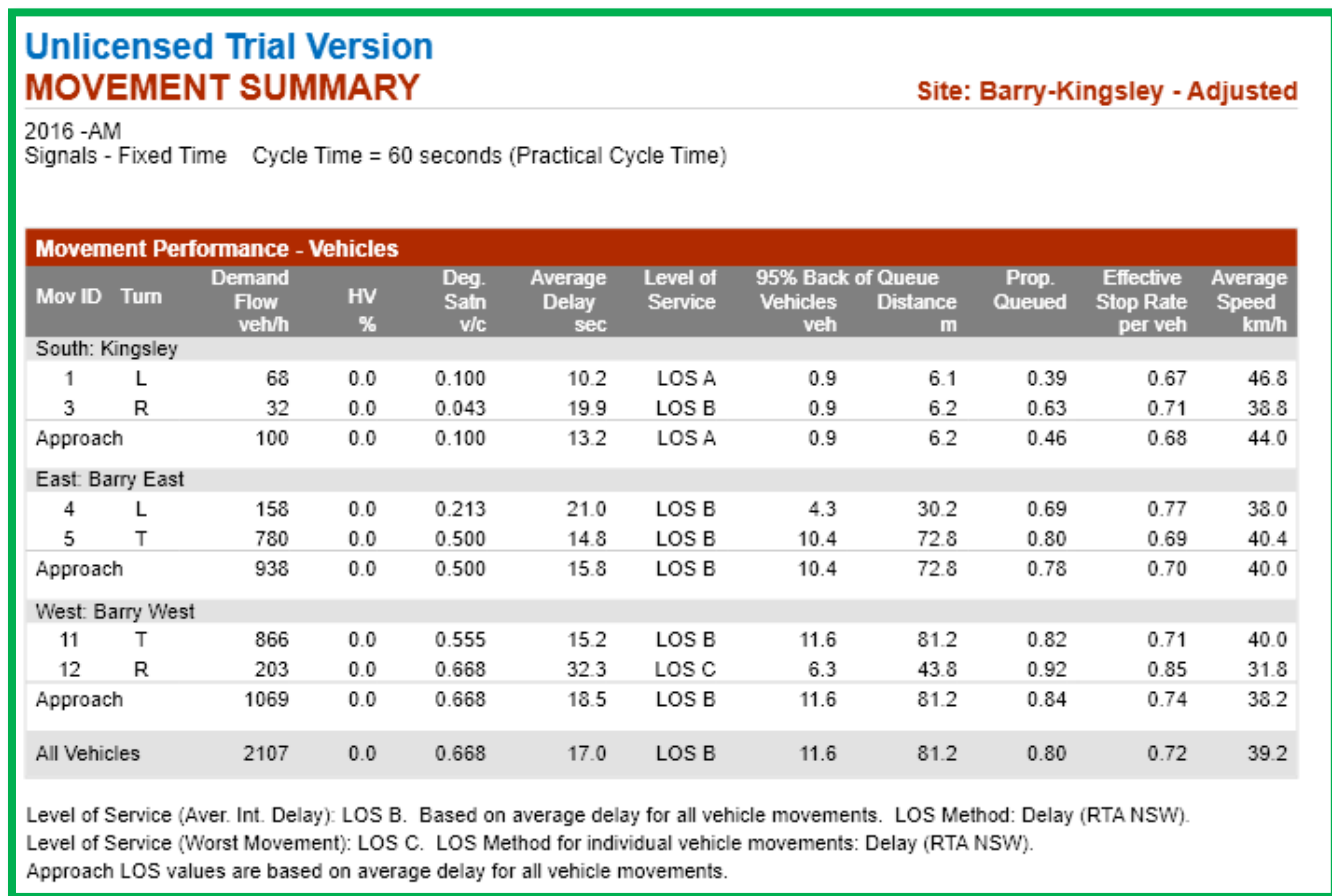 Unlicensed Trial Version
MOVEMENT SUMMARY Site: Barry-Kingsley - Adjusted
2016 -AM
Signals - Fixed Time Cycle Time = 60 seconds (Practical Cycle Time)
Movement Performance - Vehicles
Mov ID Turn Demand Flow veh/h HV % Deg. Satn v/c Average Delay sec Level of Service 95% Back of Queue Vehicles veh Distance m Prop. Queued Effective Stop Rate per veh Average Speed km/h
South: Kingsley
1 L 68 0.0 0.100 10.2 LOS A 0.9 6.1 0.39 0.67 46.8
3 R 32 0.0 0.043 19.9 LOS B 0.9 6.2 0.63 0.71 38.8
Approach 100 0.0 0.100 13.2 LOS A 0.9 6.2 0.46 0.68 44.0
East: Barry East
4 L 158 0.0 0.213 21.0 LOS B 4.3 30.2 0.69 0.77 38.0
5 T 780 0.0 0.500 14.8 LOS B 10.4 72.8 0.80 0.69 40.4
Approach 938 0.0 0.500 15.8 LOS B 10.4 72.8 0.78 0.70 40.0
West: Barry West
11 T 866 0.0 0.555 15.2 LOS B 11.6 81.2 0.82 0.71 40.0
12 R 203 0.0 0.668 32.3 LOS C 6.3 43.8 0.92 0.85 31.8
Approach 1069 0.0 0.668 18.5 LOS B 11.6 81.2 0.84 0.74 38.2
All Vehicles 2107 0.0 0.668 17.0 LOS B 11.6 81.2 0.80 0.72 39.2
Level of Service (Aver. Int. Delay): LOS B. Based on average delay for all vehicle movements. LOS Method: Delay (RTA NSW).
Level of Service (Worst Movement): LOS C. LOS Method for individual vehicle movements: Delay (RTA NSW).
Approach LOS values are based on average delay for all vehicle movements.